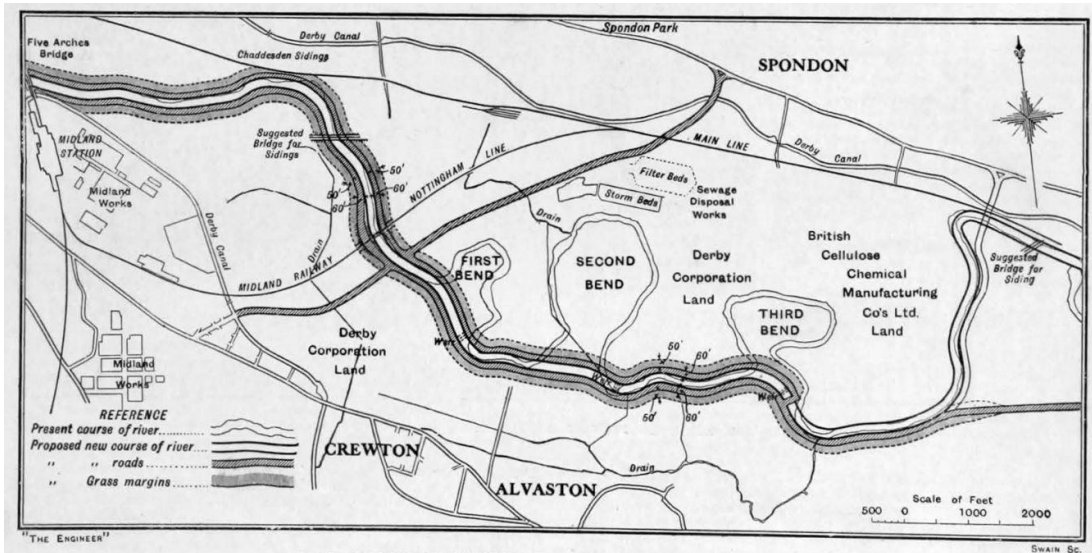 Five Arches
Bridge
Derby Canal
Chaddesden Sidings
Spondon Park
SPONDON
MIDLAND
STATION
Midland
Works
Suggested
Bridge for
Sidings
50'
60'
50'
60'
NOTTINGHAM LINE
MAIN LINE
Derby Canal
Derby Canal
Drain
MIDLAND RAILWAY
Filter Beds
Storm Beds
Sewage
Disposal
Works
Drain
FIRST
BEND
SECOND
BEND
Derby
Corporation
Land
British
Cellulose
Chemical
Manufacturing
Co's Ltd.
Land
Suggested
Bridge for
Siding
THIRD
BEND
Derby
Corporation
Land
Weir
50'
60'
50'
60'
Weir
Midland
Works
REFERENCE
Present course of river
Proposed new course of river
„ „ roads
„ Grass margins
CREWTON
ALVASTON
Drain
Scale of Feet
500 0 1000 2000
"THE ENGINEER"
SWAIN SC.